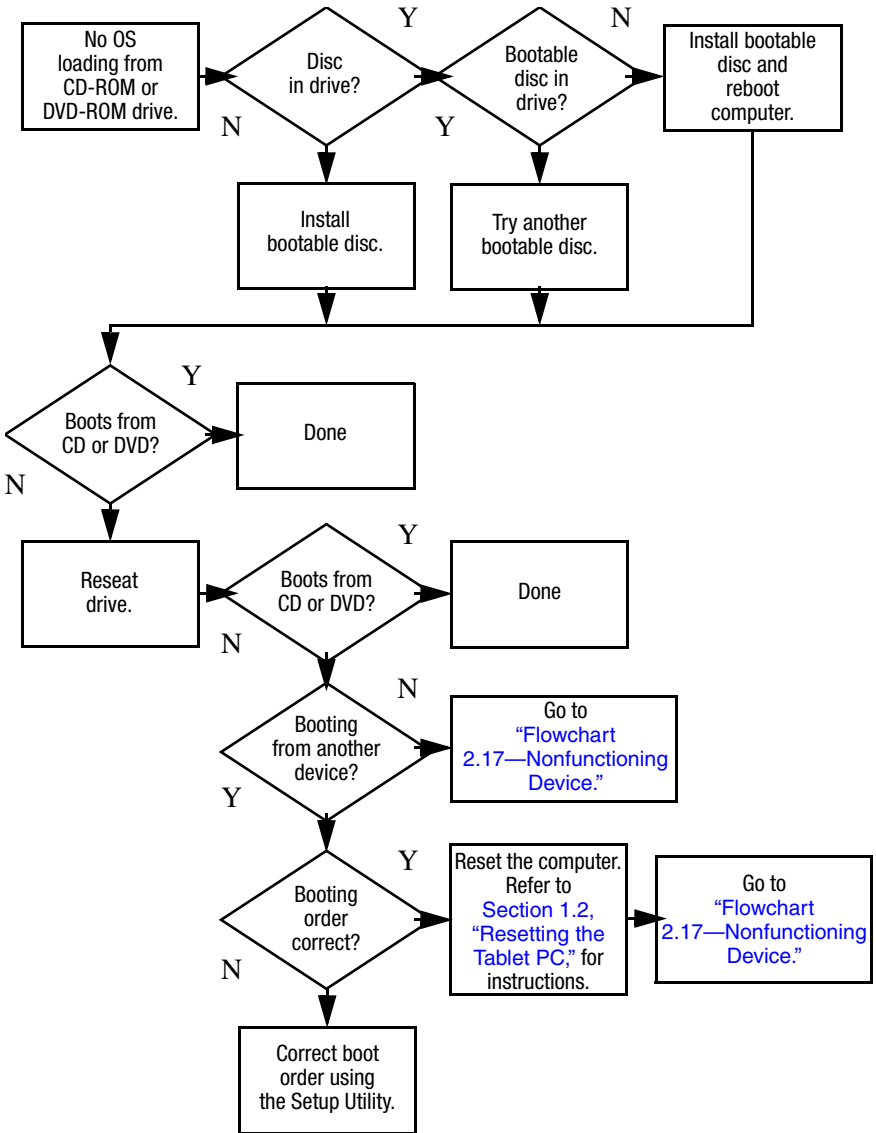 No OS
loading from
CD-ROM or
DVD-ROM drive.
Disc
in drive?
Y
N
Bootable
disc in
drive?
N
Y
Install bootable
disc and
reboot
computer.
Install
bootable disc.
Try another
bootable disc.
Boots from
CD or DVD?
Y
N
Done
Reseat
drive.
Boots from
CD or DVD?
Y
N
Done
Booting
from another
device?
N
Y
Go to
“Flowchart
2.17—Nonfunctioning
Device.”
Booting
order
correct?
Y
N
Reset the computer.
Refer to
Section 1.2,
“Resetting the
Tablet PC,” for
instructions.
Go to
“Flowchart
2.17—Nonfunctioning
Device.”
Correct boot
order using
the Setup Utility.